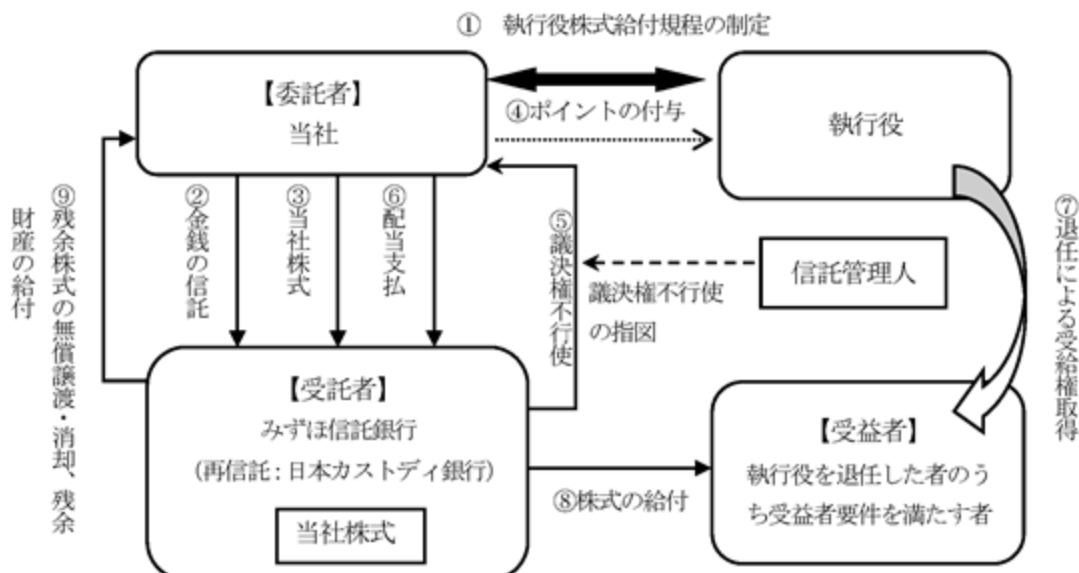 ① 執行役株式給付規程の制定
【委託者】
当社
④ポイントの付与
執行役
⑨残余株式の無償譲渡・消却、残余
財産の給付
②金銭の信託
③当社株式
⑥配当支払
⑤議決権不行使
議決権不行使
の指図
信託管理人
⑦退任による受給権取得
【受託者】
みずほ信託銀行
(再信託:日本カストディ銀行)
当社株式
⑧株式の給付
【受益者】
執行役を退任した者のう
ち受益者要件を満たす者